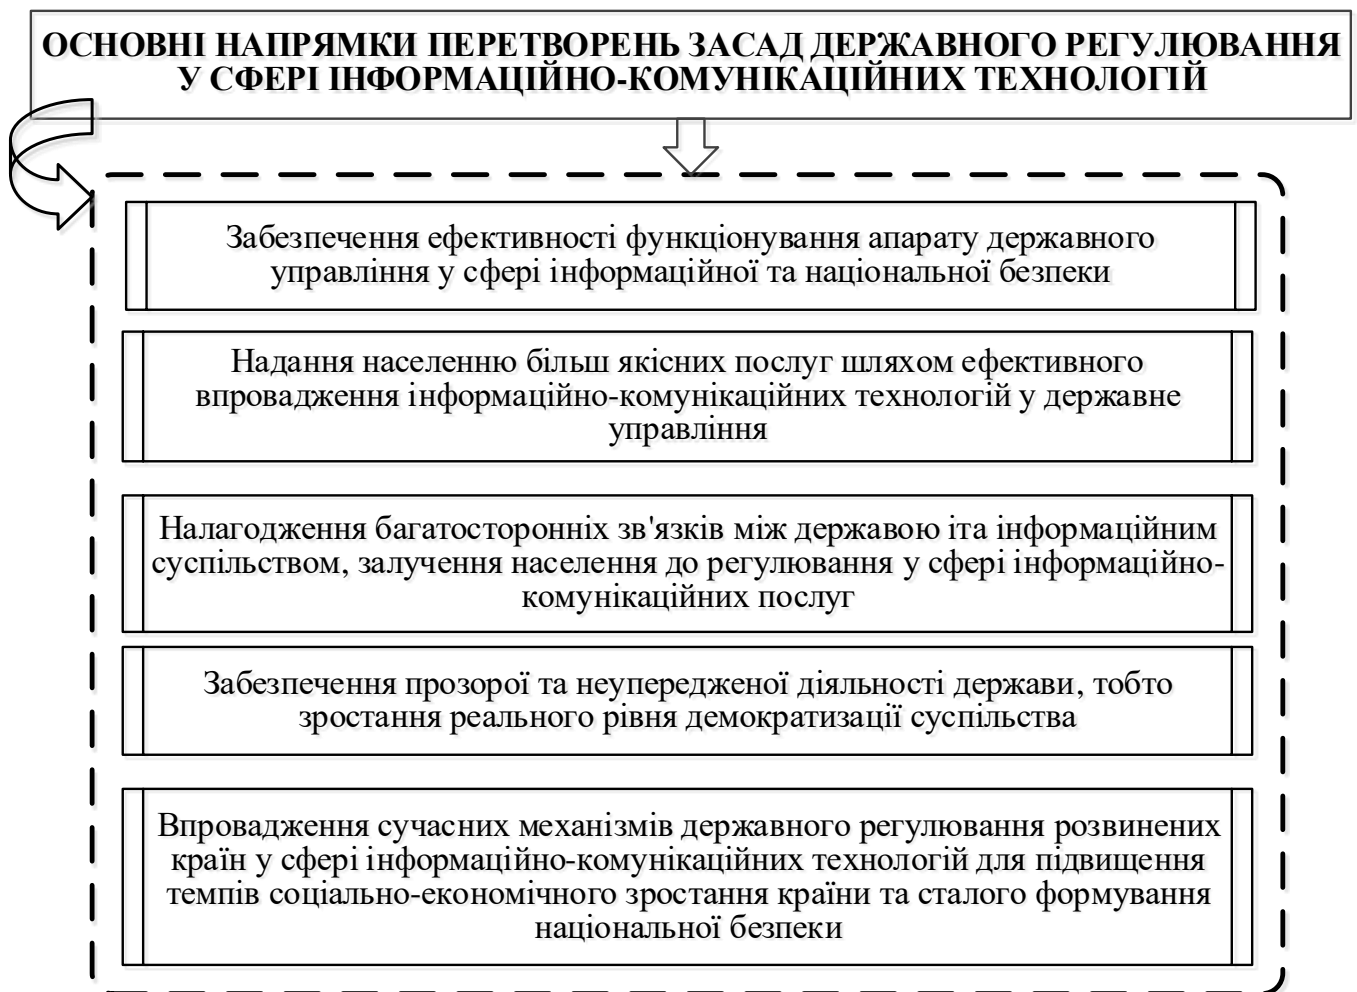 ОСНОВНІ НАПРЯМКИ ПЕРЕТВОРЕНЬ ЗАСАД ДЕРЖАВНОГО РЕГУЛЮВАННЯ
У СФЕРІ ІНФОРМАЦІЙНО-КОМУНІКАЦІЙНИХ ТЕХНОЛОГІЙ
Забезпечення ефективності функціонування апарату державного
управління у сфері інформаційної та національної безпеки
Надання населенню більш якісних послуг шляхом ефективного
впровадження інформаційно-комунікаційних технологій у державне
управління
Налагодження багатосторонніх зв'язків між державою іта інформаційним
суспільством, залучення населення до регулювання у сфері інформаційно-
комунікаційних послуг
Забезпечення прозорої та неупередженої діяльності держави, тобто
зростання реального рівня демократизації суспільства
Впровадження сучасних механізмів державного регулювання розвинених
країн у сфері інформаційно-комунікаційних технологій для підвищення
темпів соціально-економічного зростання країни та сталого формування
національної безпеки